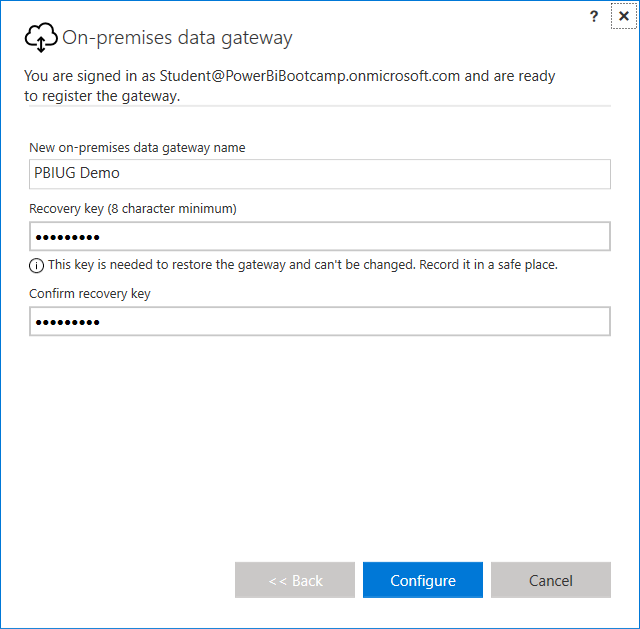 ? ×
On-premises data gateway
You are signed in as Student@PowerBiBootcamp.onmicrosoft.com and are ready
to register the gateway.
New on-premises data gateway name
PBIUG Demo
Recovery key (8 character minimum)
•••••••••
This key is needed to restore the gateway and can't be changed. Record it in a safe place.
Confirm recovery key
•••••••••
<< Back Configure Cancel